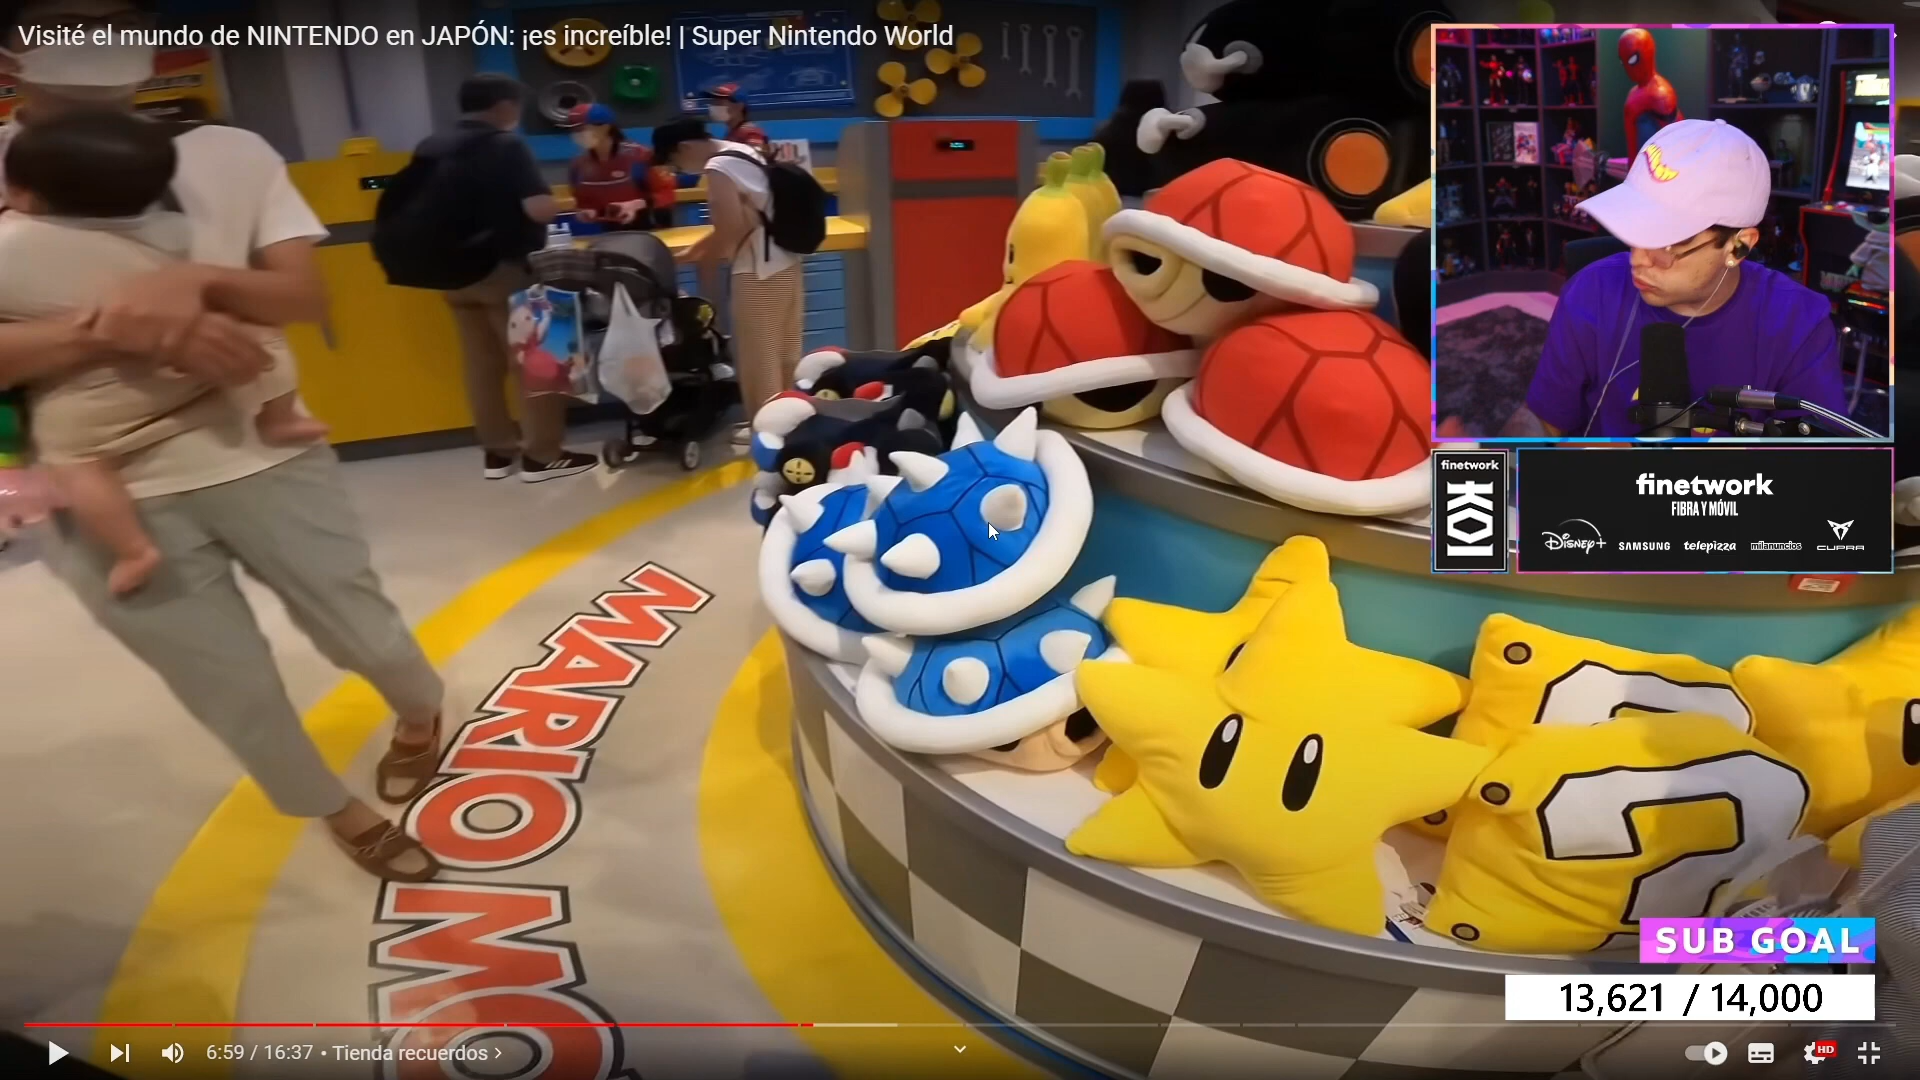 Visité el mundo de NINTENDO en JAPÓN: ¡es increíble! | Super Nintendo World
finetwork
KOI
finetwork
FIBRA Y MÓVIL
Disney+ SAMSUNG telepizza milanuncios CUPRA
MARIO MO
SUB GOAL
13,621 / 14,000
6:59 / 16:37 • Tienda recuerdos ›
HD